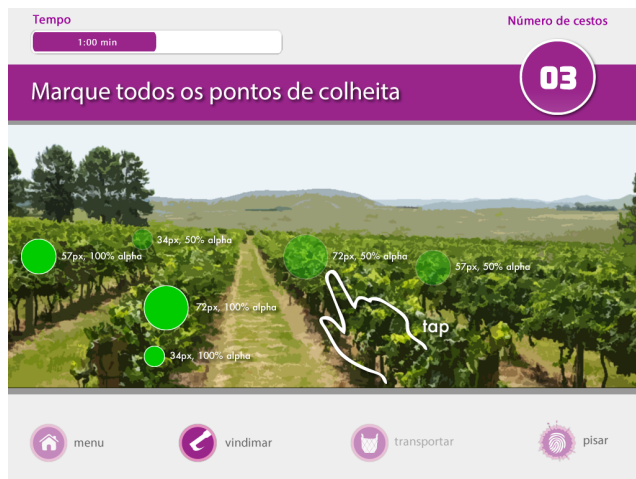 Tempo
Número de cestos
1:00 min
03
Marque todos os pontos de colheita
34px, 50% alpha
57px, 100% alpha
72px, 50% alpha
57px, 50% alpha
72px, 100% alpha
tap
34px, 100% alpha
menu
vindimar
transportar
pisar